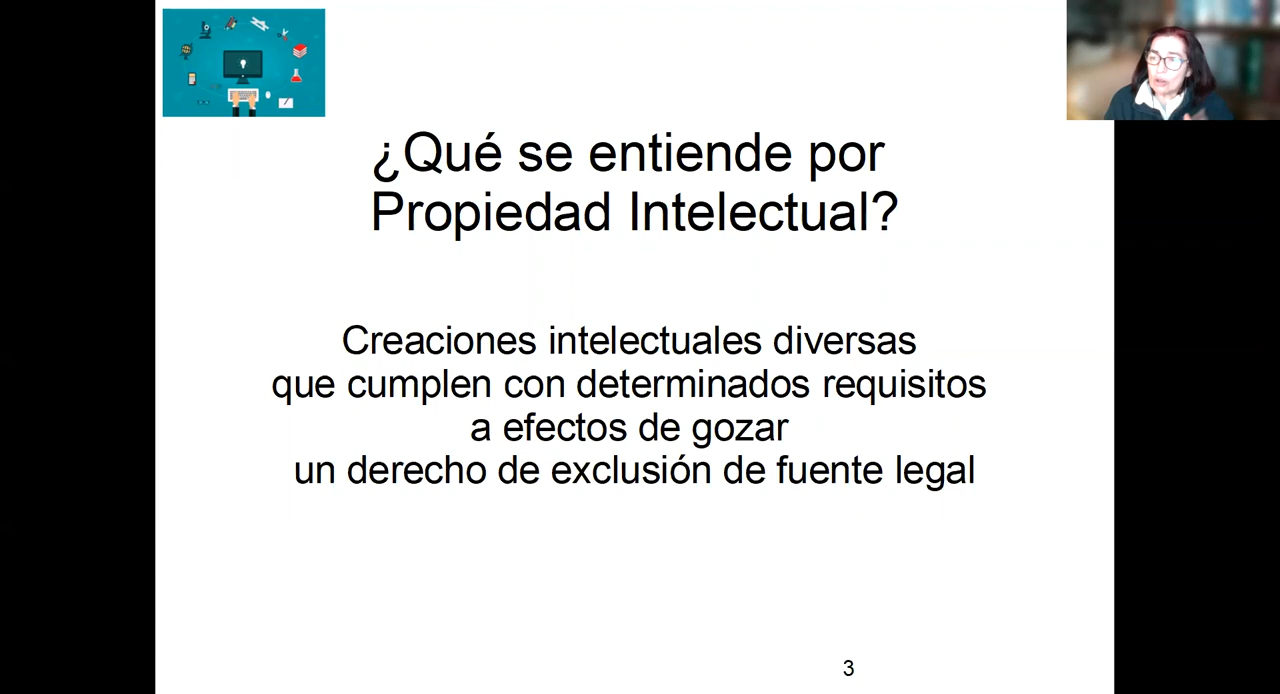 ¿Qué se entiende por
Propiedad Intelectual?
Creaciones intelectuales diversas
que cumplen con determinados requisitos
a efectos de gozar
un derecho de exclusión de fuente legal
3